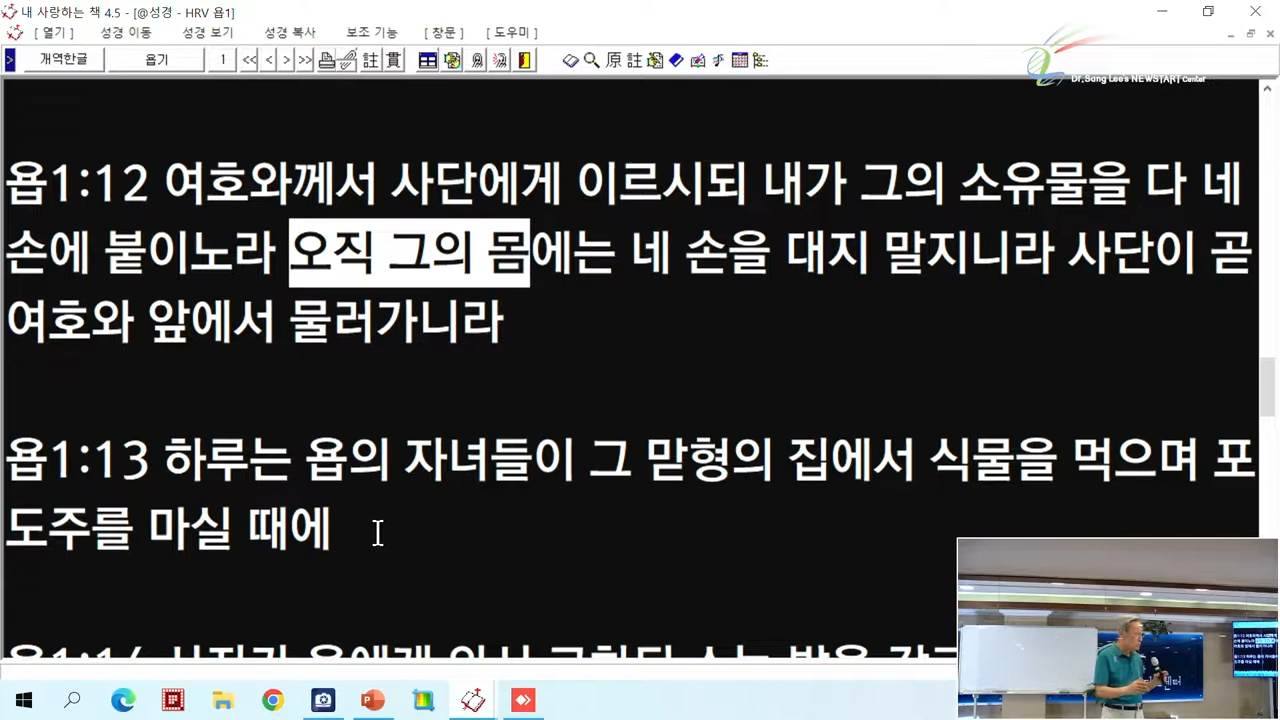 내 사랑하는 책 4.5 - [@성경 - HRV 욥1]
[ 열기 ] 성경 이동 성경 보기 성경 복사 보조 기능 [ 창문 ] [ 도우미 ]
개역한글 욥기 1 << < > >> 註 貫 原 註
Dr.Sang Lee's NEWSTART Center
욥1:12 여호와께서 사단에게 이르시되 내가 그의 소유물을 다 네
손에 붙이노라 오직 그의 몸에는 네 손을 대지 말지니라 사단이 곧
여호와 앞에서 물러가니라
욥1:13 하루는 욥의 자녀들이 그 맏형의 집에서 식물을 먹으며 포
도주를 마실 때에